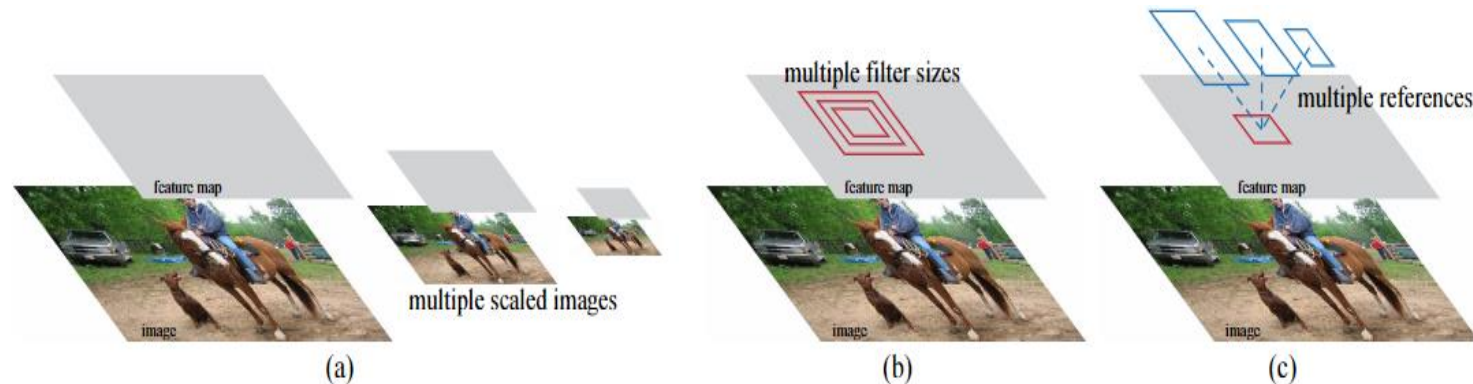 multiple filter sizes
multiple references
feature map
feature map
feature map
multiple scaled images
image
image
image
(a)
(b)
(c)